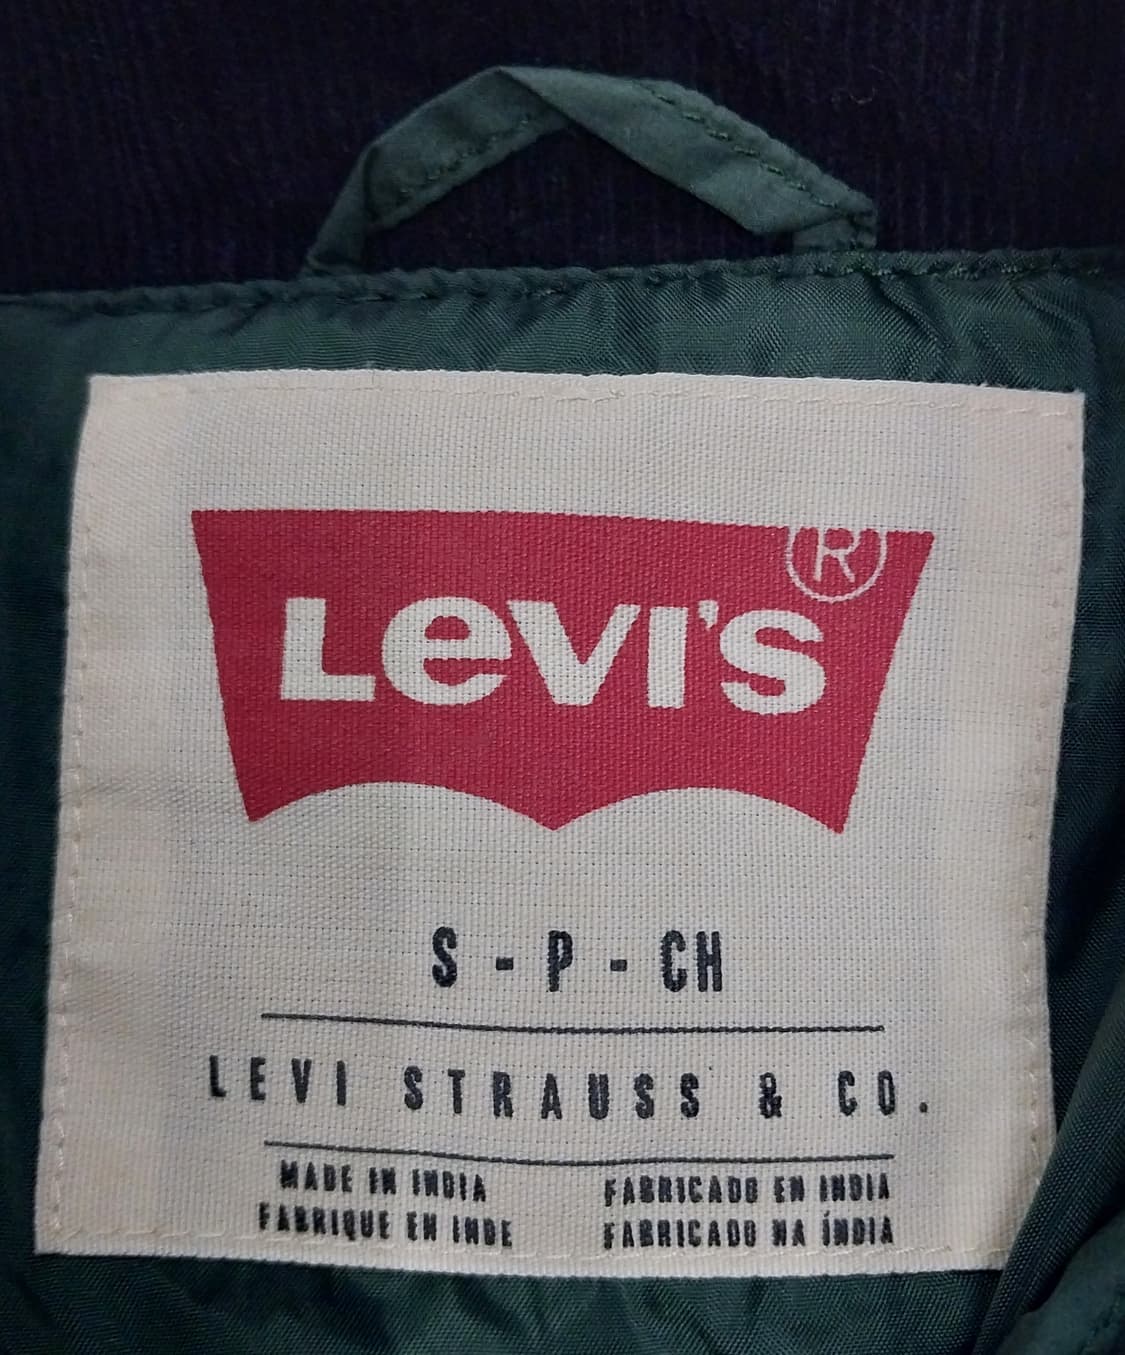 Levi's®
S - P - CH
LEVI STRAUSS & CO.
MADE IN INDIA
FABRIQUE EN INDE
FABRICADO EN INDIA
FABRICADO NA ÍNDIA